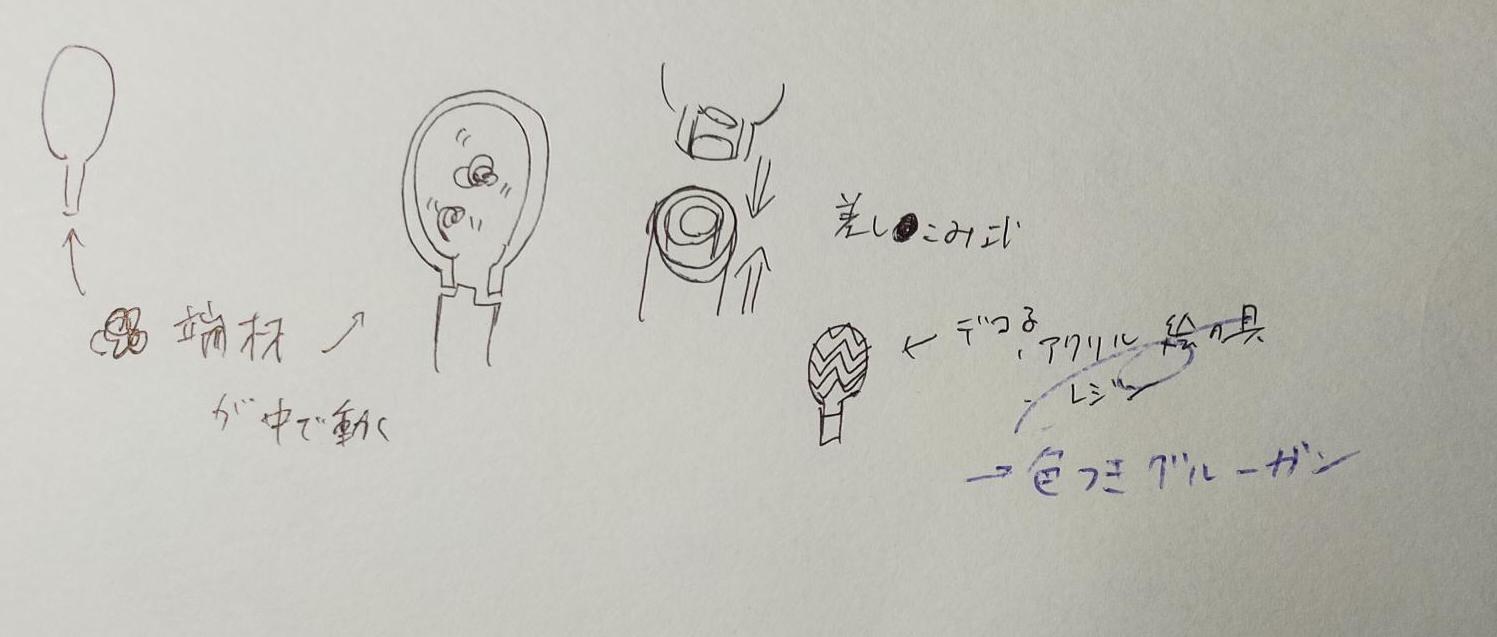 端材
が中で動く
差しこみ式
← デコる
・アクリル絵の具
・レジン
→色つきグルーガン